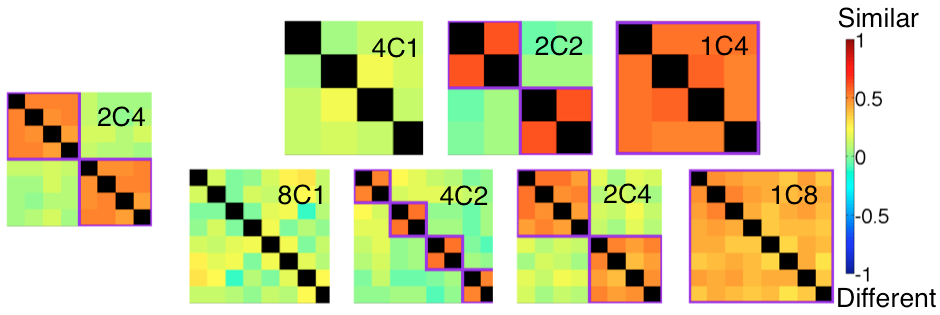 Similar
4C1
2C2
1C4
1
2C4
0.5
0
8C1
4C2
2C4
1C8
-0.5
-1
Different